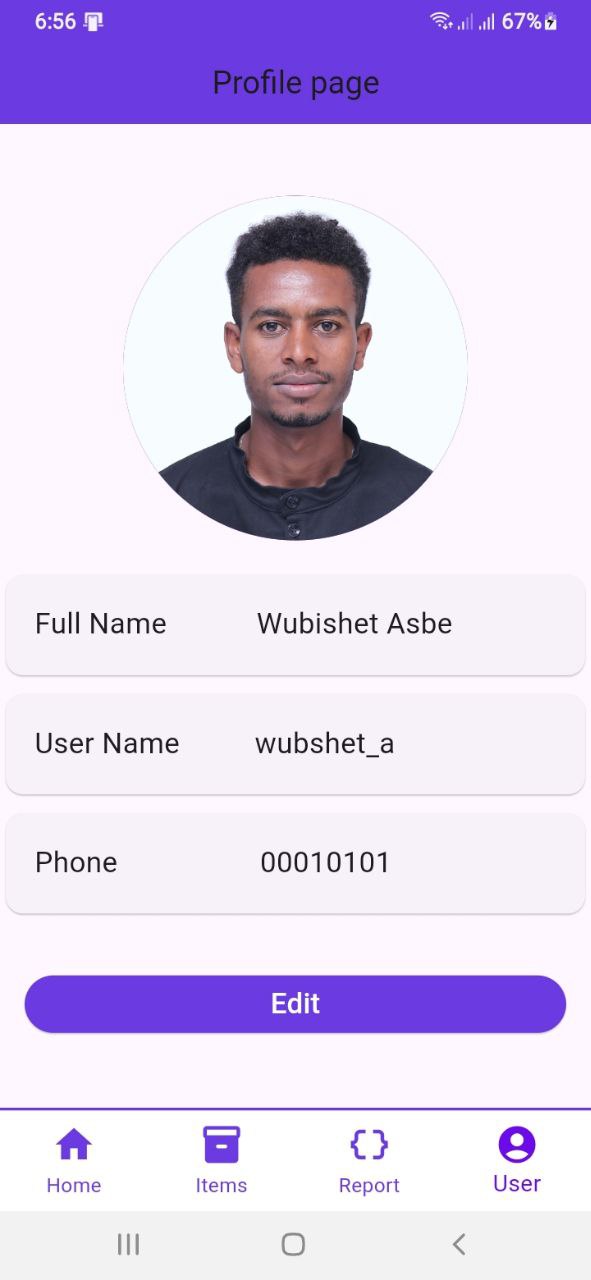 6:56 67%
Profile page
Full Name Wubishet Asbe
User Name wubshet_a
Phone 00010101
Edit
Home Items Report User